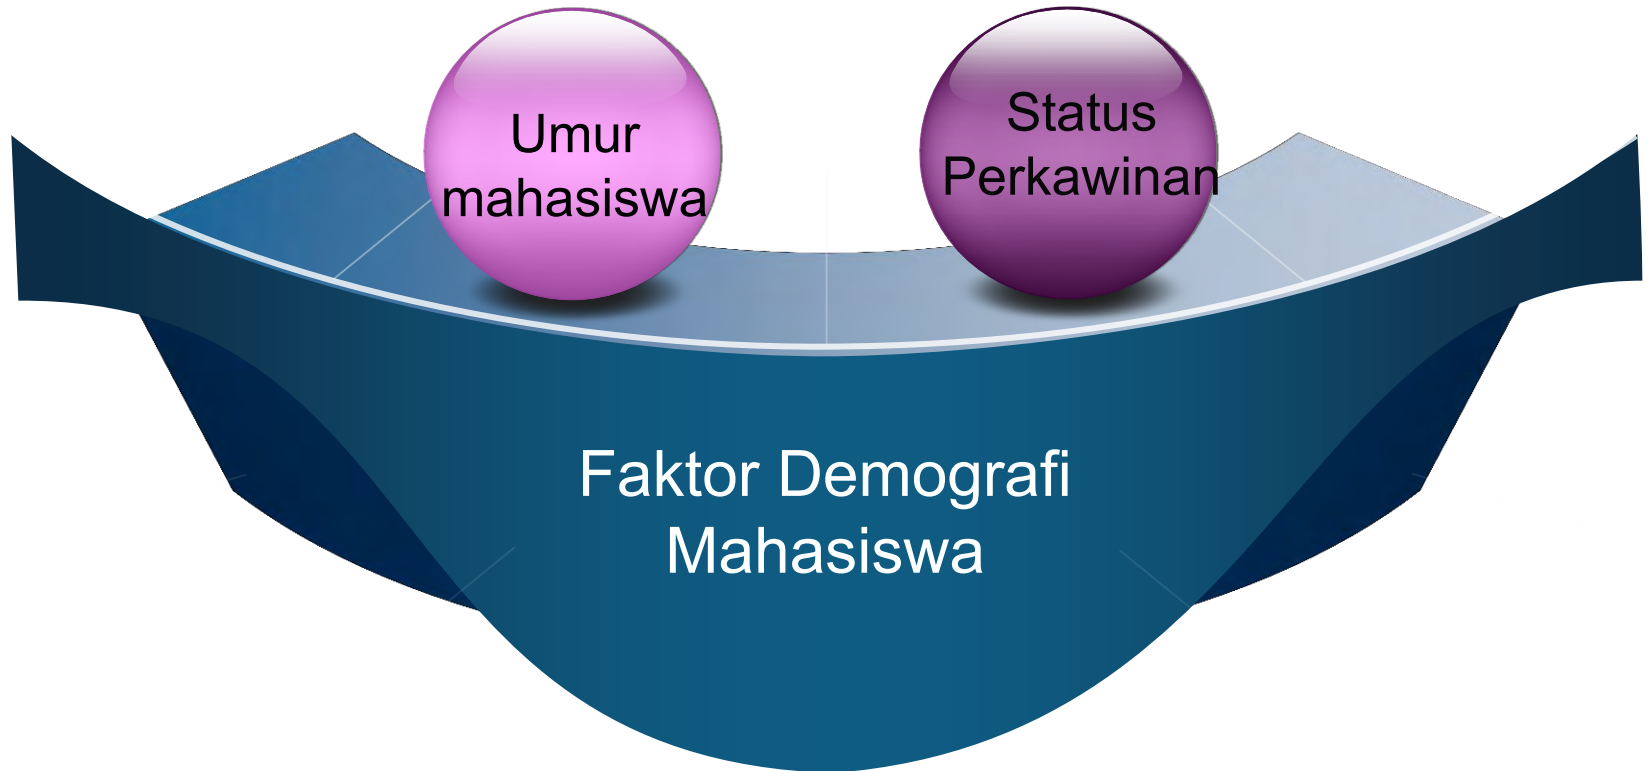 Umur
mahasiswa
Status
Perkawinan
Faktor Demografi
Mahasiswa